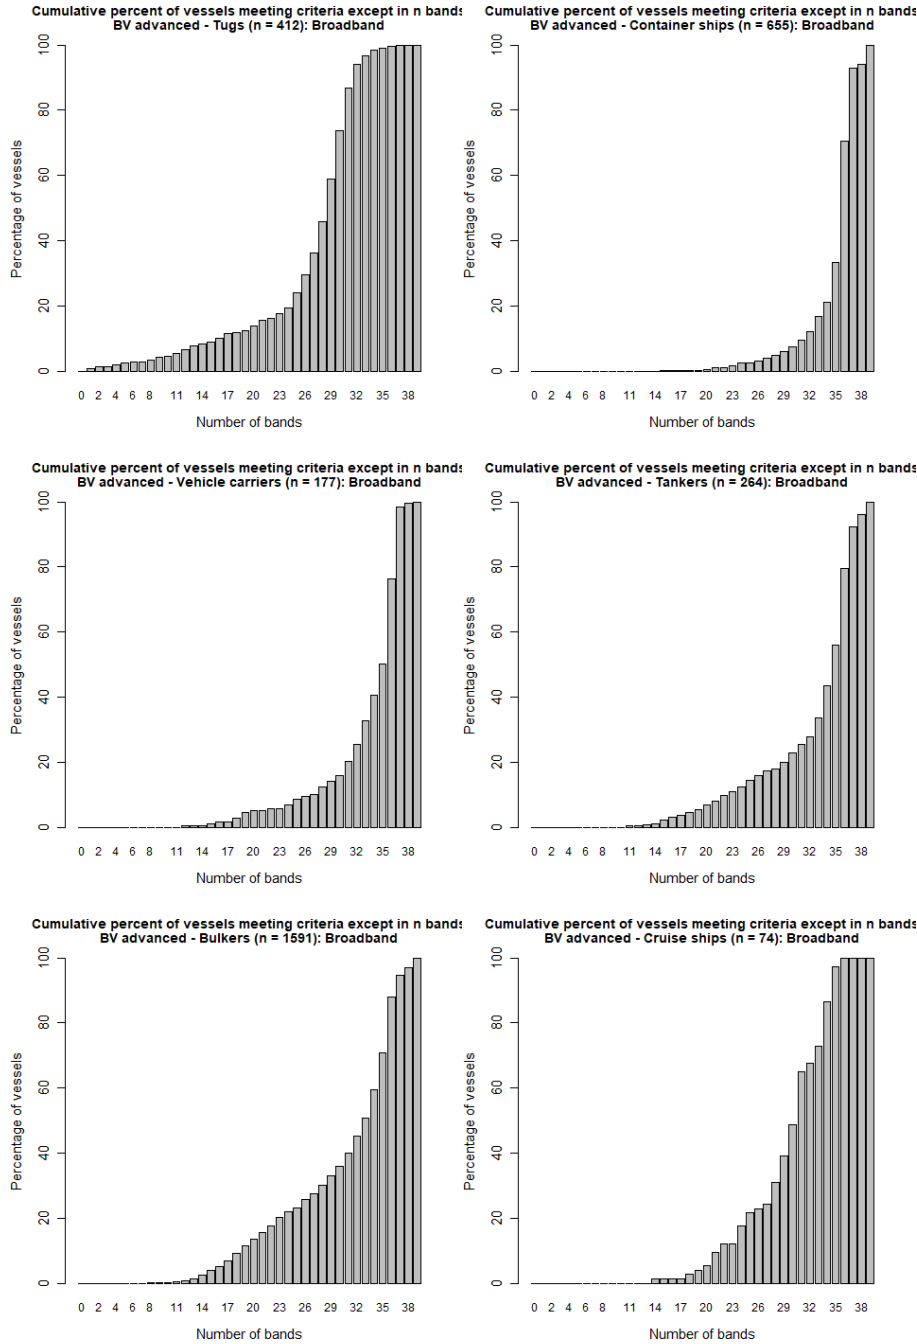 Cumulative percent of vessels meeting criteria except in n bands
BV advanced - Tugs (n = 412): Broadband
Percentage of vessels
100
80
60
40
20
0
0 2 4 6 8 11 14 17 20 23 26 29 32 35 38
Number of bands
Cumulative percent of vessels meeting criteria except in n bands
BV advanced - Container ships (n = 655): Broadband
Percentage of vessels
100
80
60
40
20
0
0 2 4 6 8 11 14 17 20 23 26 29 32 35 38
Number of bands
Cumulative percent of vessels meeting criteria except in n bands
BV advanced - Vehicle carriers (n = 177): Broadband
Percentage of vessels
100
80
60
40
20
0
0 2 4 6 8 11 14 17 20 23 26 29 32 35 38
Number of bands
Cumulative percent of vessels meeting criteria except in n bands
BV advanced - Tankers (n = 264): Broadband
Percentage of vessels
100
80
60
40
20
0
0 2 4 6 8 11 14 17 20 23 26 29 32 35 38
Number of bands
Cumulative percent of vessels meeting criteria except in n bands
BV advanced - Bulkers (n = 1591): Broadband
Percentage of vessels
100
80
60
40
20
0
0 2 4 6 8 11 14 17 20 23 26 29 32 35 38
Number of bands
Cumulative percent of vessels meeting criteria except in n bands
BV advanced - Cruise ships (n = 74): Broadband
Percentage of vessels
100
80
60
40
20
0
0 2 4 6 8 11 14 17 20 23 26 29 32 35 38
Number of bands